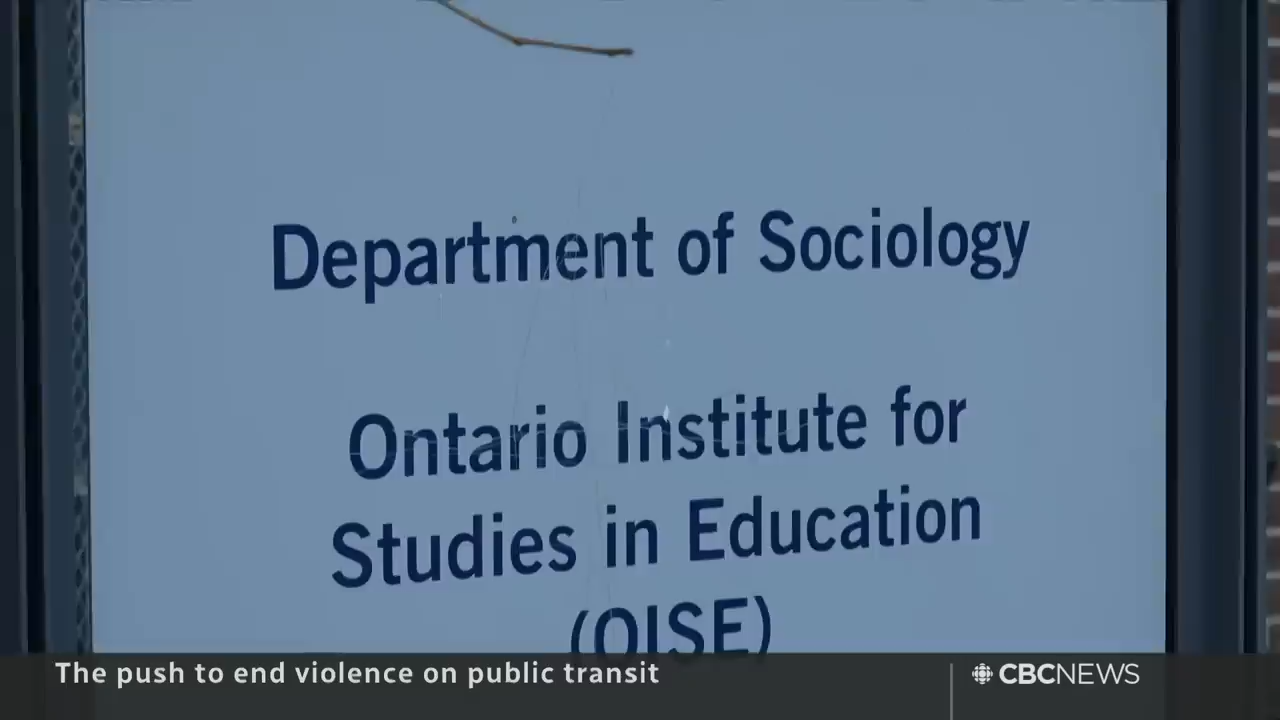 Department of Sociology
Ontario Institute for
Studies in Education
(OISE)
The push to end violence on public transit
CBCNEWS